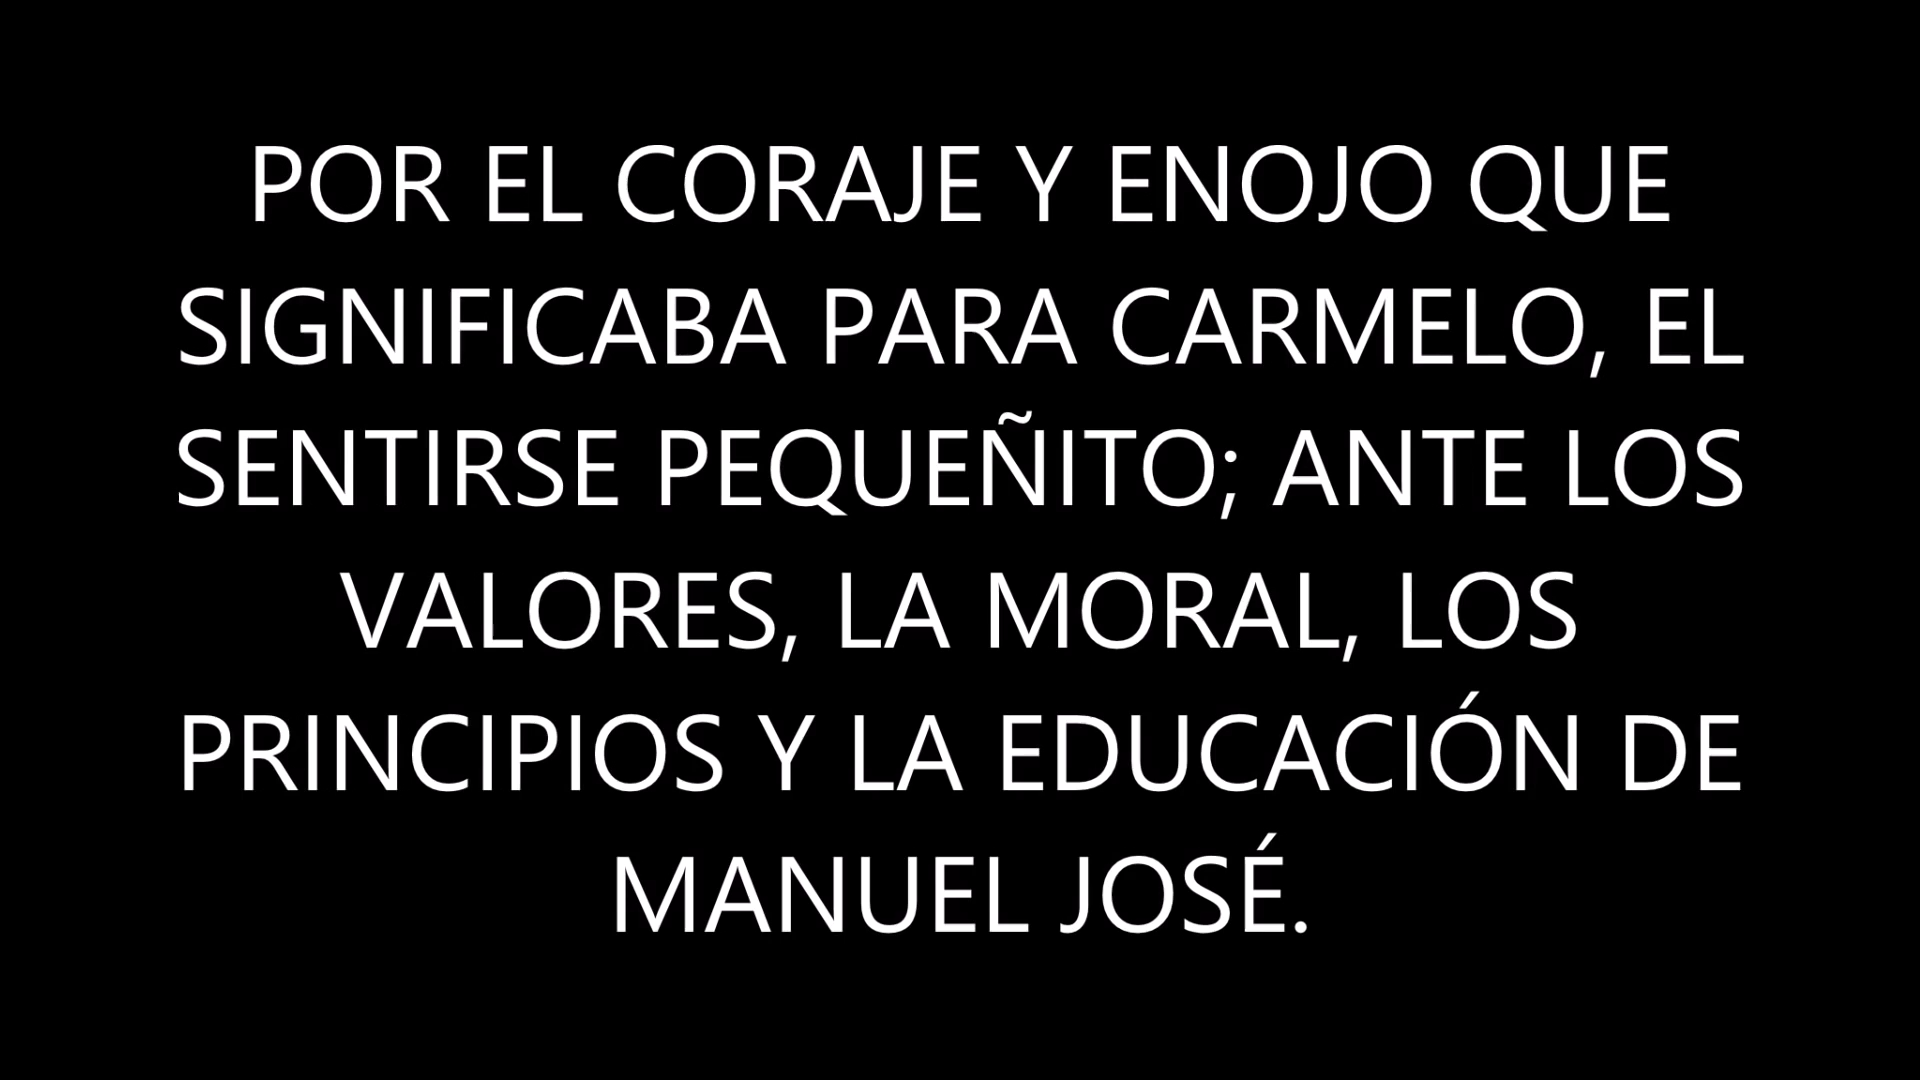 POR EL CORAJE Y ENOJO QUE
SIGNIFICABA PARA CARMELO, EL
SENTIRSE PEQUEÑITO; ANTE LOS
VALORES, LA MORAL, LOS
PRINCIPIOS Y LA EDUCACIÓN DE
MANUEL JOSÉ.